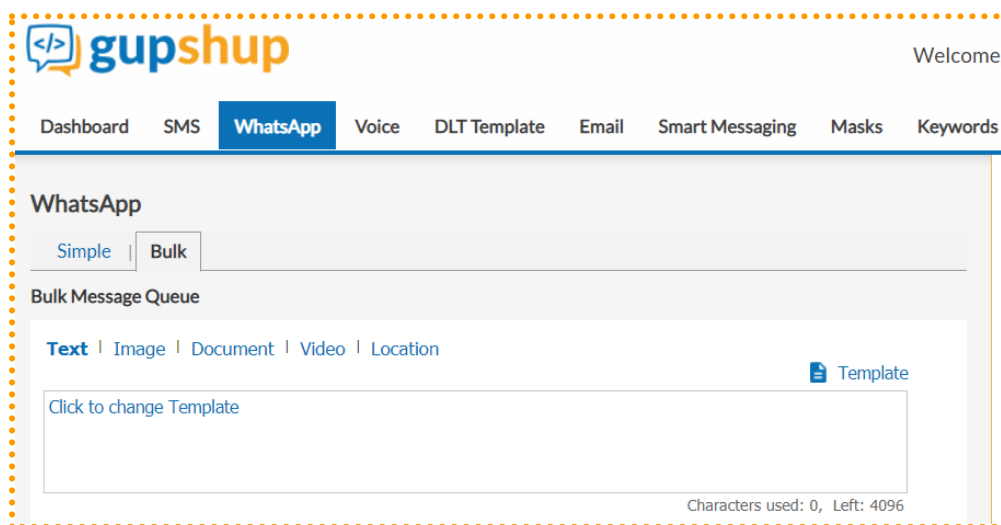 </> gupshup
Welcome
Dashboard SMS WhatsApp Voice DLT Template Email Smart Messaging Masks Keywords
WhatsApp
Simple | Bulk
Bulk Message Queue
Text | Image | Document | Video | Location
Template
Click to change Template
Characters used: 0, Left: 4096